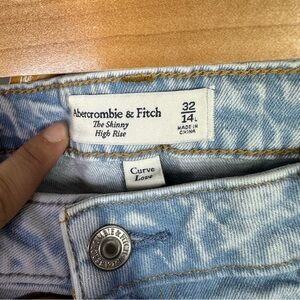 Abercrombie & Fitch
The Skinny
High Rise
32
14L
MADE IN
CHINA
Curve
Love